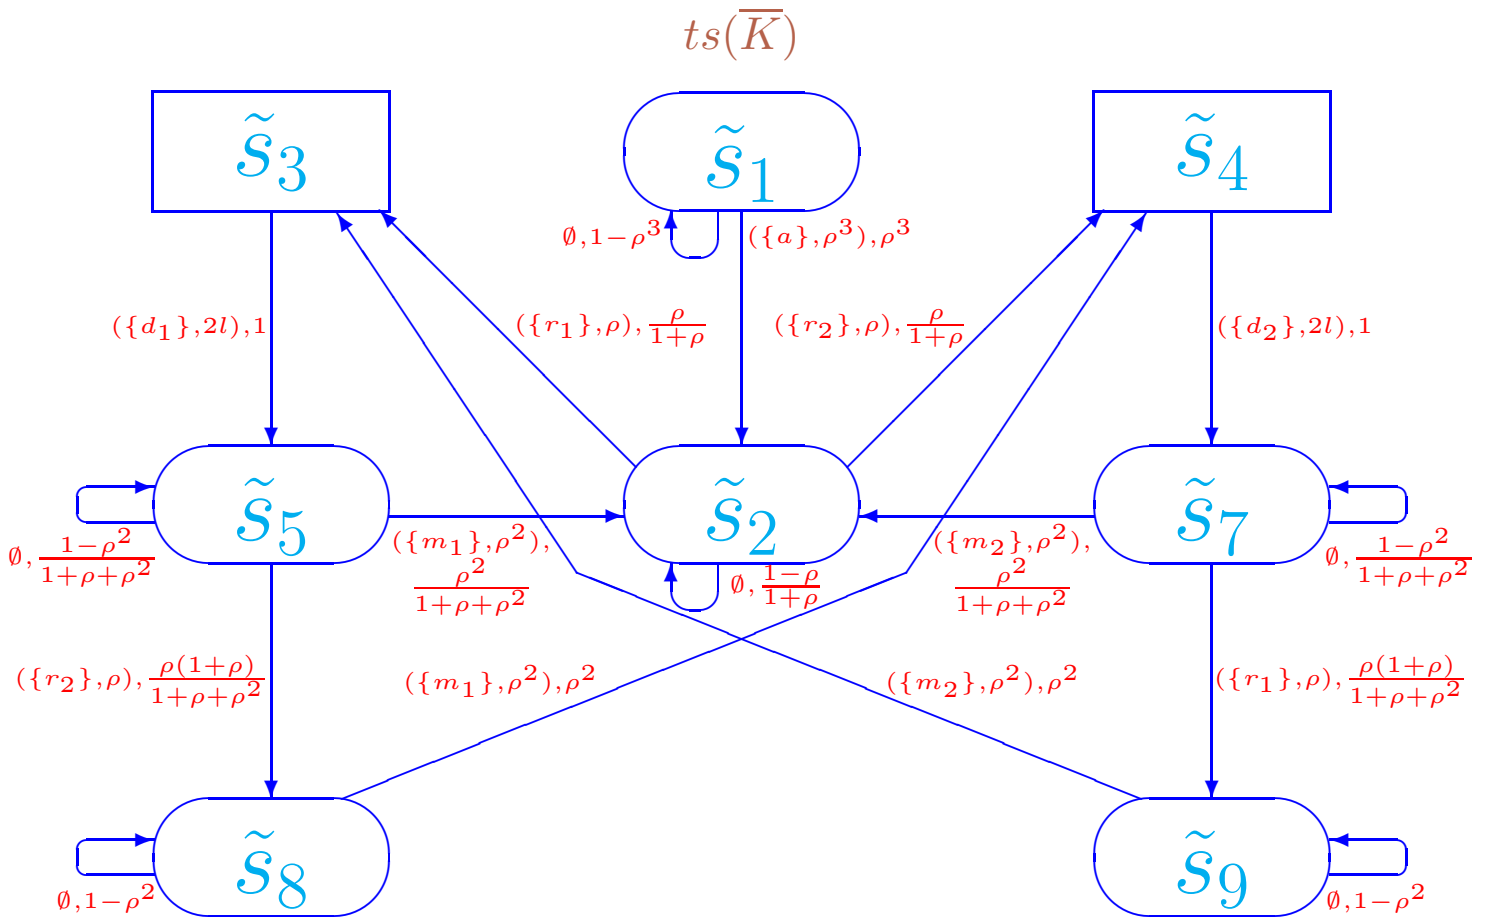 ts(K̅)
s̃₃
s̃₁
s̃₄
∅,1−ρ³
({a},ρ³),ρ³
({d₁},2l),1
({r₁},ρ), ρ/(1+ρ)
({r₂},ρ), ρ/(1+ρ)
({d₂},2l),1
s̃₅
s̃₂
s̃₇
∅, (1−ρ²)/(1+ρ+ρ²)
({m₁},ρ²),
ρ²/(1+ρ+ρ²)
∅, (1−ρ)/(1+ρ)
({m₂},ρ²),
ρ²/(1+ρ+ρ²)
∅, (1−ρ²)/(1+ρ+ρ²)
({r₂},ρ), ρ(1+ρ)/(1+ρ+ρ²)
({m₁},ρ²),ρ²
({m₂},ρ²),ρ²
({r₁},ρ), ρ(1+ρ)/(1+ρ+ρ²)
s̃₈
s̃₉
∅,1−ρ²
∅,1−ρ²